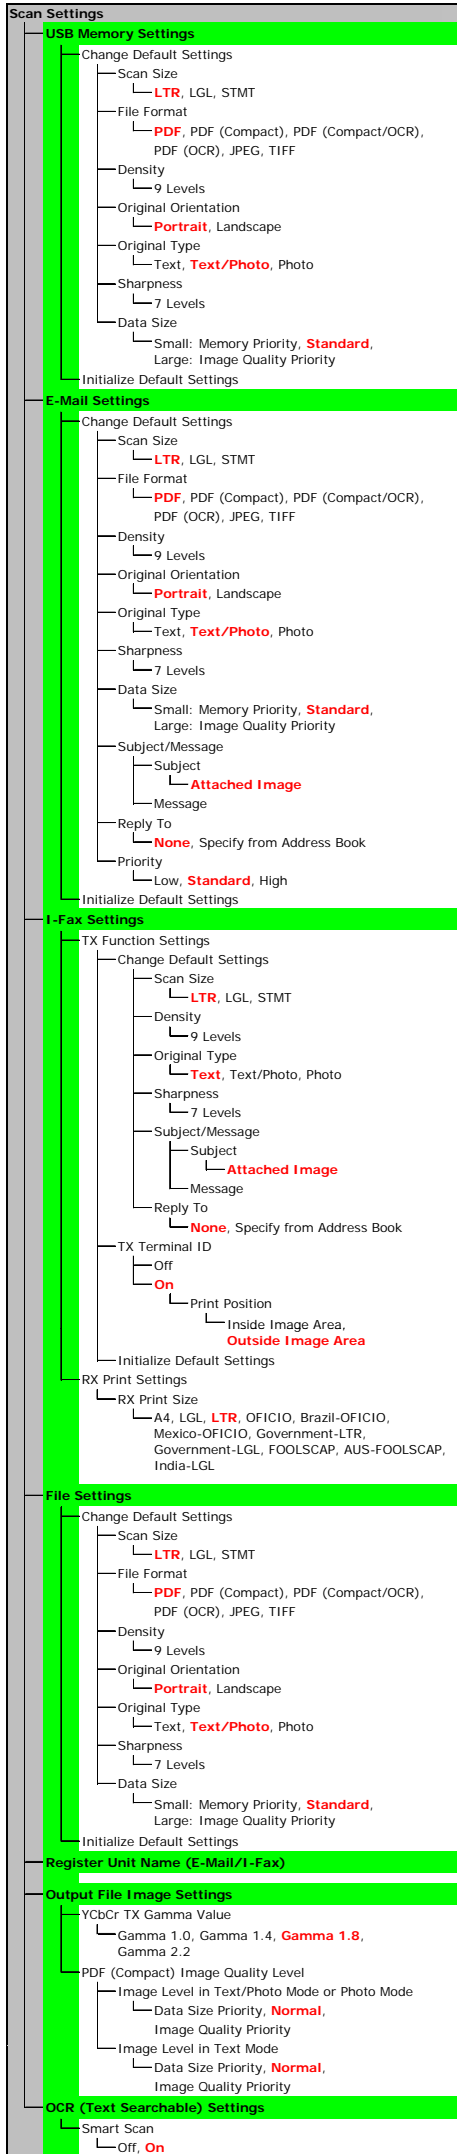 Scan Settings
USB Memory Settings
Change Default Settings
Scan Size
LTR, LGL, STMT
File Format
PDF, PDF (Compact), PDF (Compact/OCR),
PDF (OCR), JPEG, TIFF
Density
9 Levels
Original Orientation
Portrait, Landscape
Original Type
Text, Text/Photo, Photo
Sharpness
7 Levels
Data Size
Small: Memory Priority, Standard,
Large: Image Quality Priority
Initialize Default Settings
E-Mail Settings
Change Default Settings
Scan Size
LTR, LGL, STMT
File Format
PDF, PDF (Compact), PDF (Compact/OCR),
PDF (OCR), JPEG, TIFF
Density
9 Levels
Original Orientation
Portrait, Landscape
Original Type
Text, Text/Photo, Photo
Sharpness
7 Levels
Data Size
Small: Memory Priority, Standard,
Large: Image Quality Priority
Subject/Message
Subject
Attached Image
Message
Reply To
None, Specify from Address Book
Priority
Low, Standard, High
Initialize Default Settings
I-Fax Settings
TX Function Settings
Change Default Settings
Scan Size
LTR, LGL, STMT
Density
9 Levels
Original Type
Text, Text/Photo, Photo
Sharpness
7 Levels
Subject/Message
Subject
Attached Image
Message
Reply To
None, Specify from Address Book
TX Terminal ID
Off
On
Print Position
Inside Image Area,
Outside Image Area
Initialize Default Settings
RX Print Settings
RX Print Size
A4, LGL, LTR, OFICIO, Brazil-OFICIO,
Mexico-OFICIO, Government-LTR,
Government-LGL, FOOLSCAP, AUS-FOOLSCAP,
India-LGL
File Settings
Change Default Settings
Scan Size
LTR, LGL, STMT
File Format
PDF, PDF (Compact), PDF (Compact/OCR),
PDF (OCR), JPEG, TIFF
Density
9 Levels
Original Orientation
Portrait, Landscape
Original Type
Text, Text/Photo, Photo
Sharpness
7 Levels
Data Size
Small: Memory Priority, Standard,
Large: Image Quality Priority
Initialize Default Settings
Register Unit Name (E-Mail/I-Fax)
Output File Image Settings
YCbCr TX Gamma Value
Gamma 1.0, Gamma 1.4, Gamma 1.8,
Gamma 2.2
PDF (Compact) Image Quality Level
Image Level in Text/Photo Mode or Photo Mode
Data Size Priority, Normal,
Image Quality Priority
Image Level in Text Mode
Data Size Priority, Normal,
Image Quality Priority
OCR (Text Searchable) Settings
Smart Scan
Off, On